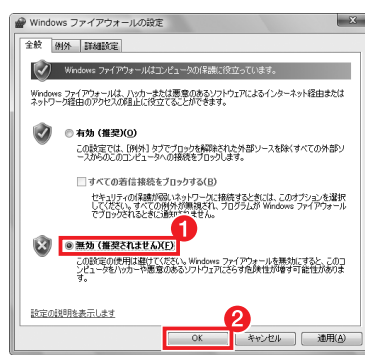 Windows ファイアウォールの設定
全般 例外 詳細設定
Windows ファイアウォールはコンピュータの保護に役立っています。
Windows ファイアウォールは、ハッカーまたは悪意のあるソフトウェアによるインターネット経由または
ネットワーク経由のアクセスの阻止に役立てることができます。
有効 (推奨)(O)
この設定では、[例外] タブでブロックを解除された外部ソースを除くすべての外部ソ
ースからのこのコンピュータへの接続をブロックします。
すべての着信接続をブロックする(B)
セキュリティの保護が弱いネットワークに接続するときには、このオプションを選択
してください。すべての例外が無視され、プログラムが Windows ファイアウォール
でブロックされるときに通知されません。
1
無効 (推奨されません)(F)
この設定の使用は避けてください。Windows ファイアウォールを無効にすると、このコ
ンピュータをハッカーや悪意のあるソフトウェアにさらす危険性が増す可能性がありま
す。
設定の説明を表示します
2
OK キャンセル 適用(A)